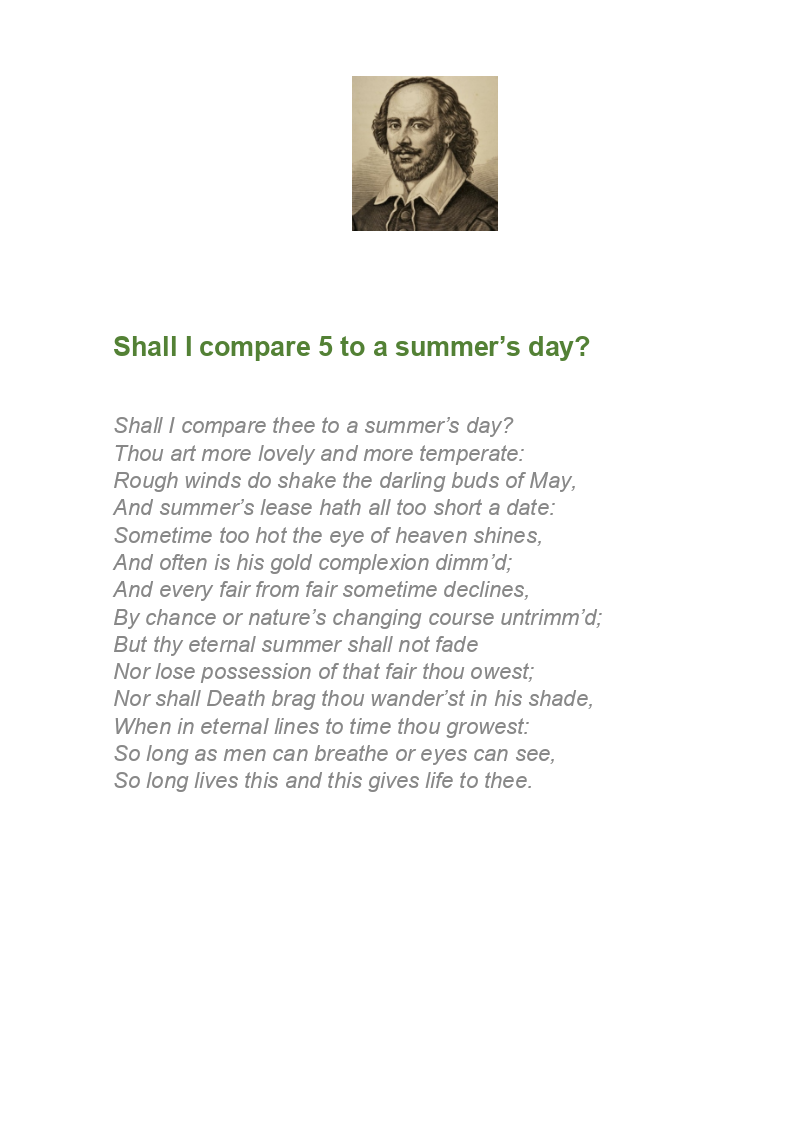 Shall I compare 5 to a summer’s day?
Shall I compare thee to a summer’s day?
Thou art more lovely and more temperate:
Rough winds do shake the darling buds of May,
And summer’s lease hath all too short a date:
Sometime too hot the eye of heaven shines,
And often is his gold complexion dimm’d;
And every fair from fair sometime declines,
By chance or nature’s changing course untrimm’d;
But thy eternal summer shall not fade
Nor lose possession of that fair thou owest;
Nor shall Death brag thou wander’st in his shade,
When in eternal lines to time thou growest:
So long as men can breathe or eyes can see,
So long lives this and this gives life to thee.